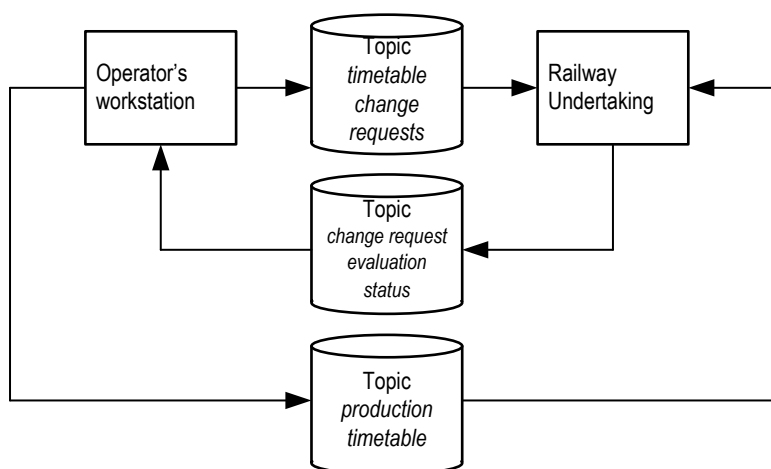 Operator’s
workstation
Topic
timetable
change
requests
Railway
Undertaking
Topic
change request
evaluation
status
Topic
production
timetable